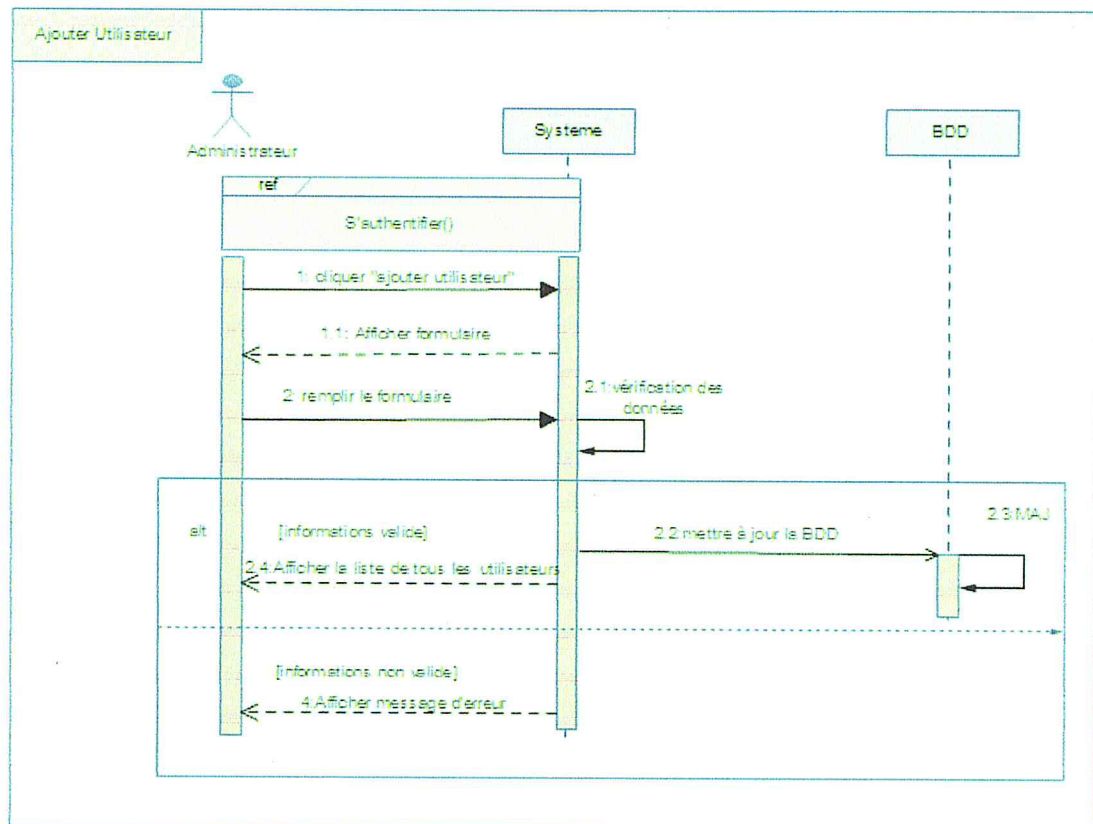 Ajouter Utilisateur
Administrateur
Systeme
BDD
ref
S'authentifier()
1: cliquer "ajouter utilisateur"
1.1: Afficher formulaire
2: remplir le formulaire
2.1:vérification des
données
alt
[informations valide]
2.2:mettre à jour la BDD
2.3:MAJ
2.4:Afficher la liste de tous les utilisateurs
[informations non valide]
4:Afficher message d'erreur